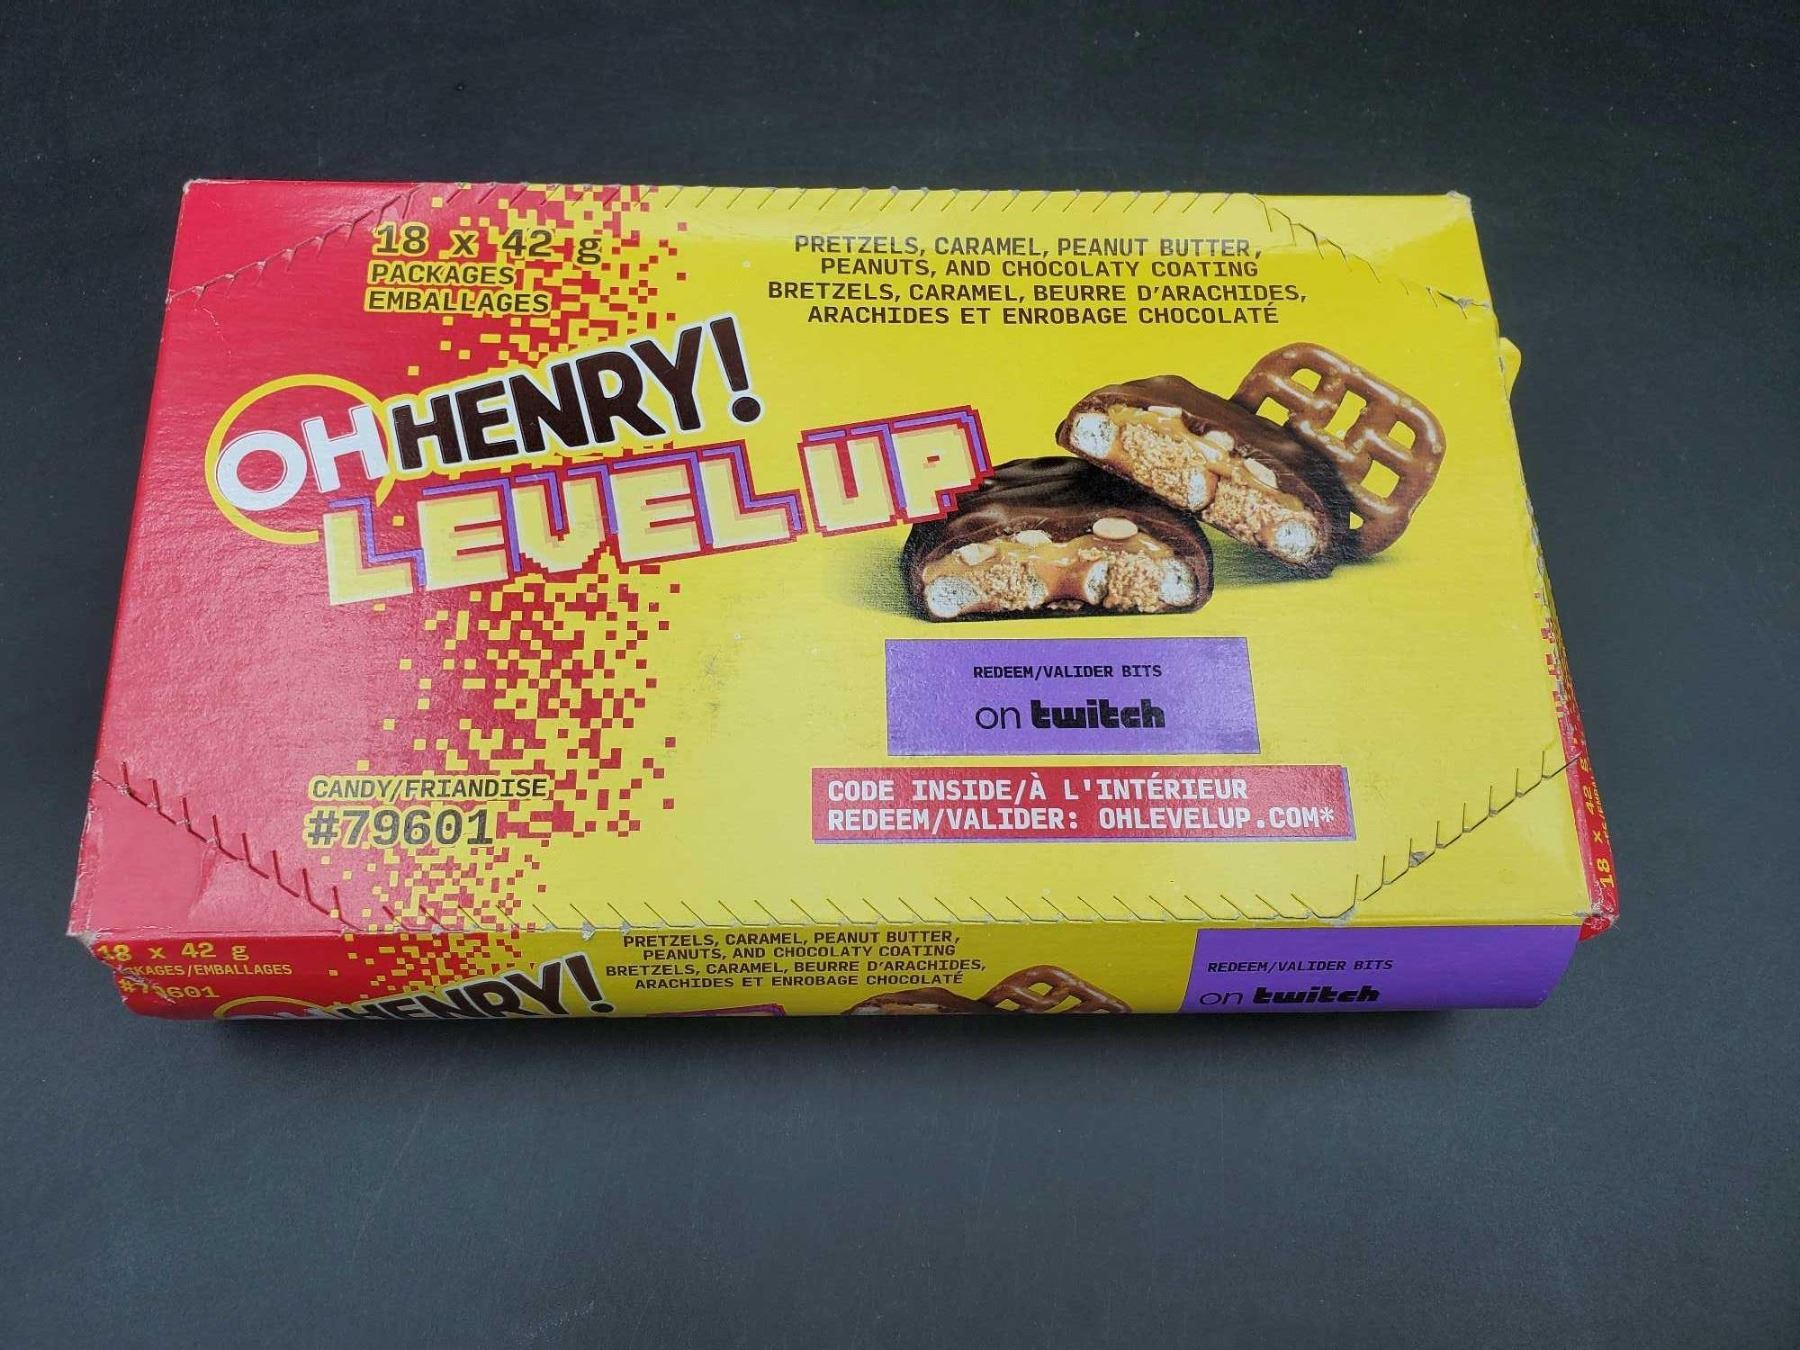 18 x 42 g
PACKAGES
EMBALLAGES
PRETZELS, CARAMEL, PEANUT BUTTER,
PEANUTS, AND CHOCOLATY COATING
BRETZELS, CARAMEL, BEURRE D'ARACHIDES,
ARACHIDES ET ENROBAGE CHOCOLATÉ
OH HENRY!
LEVEL UP
REDEEM/VALIDER BITS
on twitch
CANDY/FRIANDISE
#79601
CODE INSIDE/À L'INTÉRIEUR
REDEEM/VALIDER: OHLEVELUP.COM*
18 x 42 g
18 x 42 g
EMBALLAGES
PRETZELS, CARAMEL, PEANUT BUTTER,
PEANUTS, AND CHOCOLATY COATING
BRETZELS, CARAMEL, BEURRE D'ARACHIDES,
ARACHIDES ET ENROBAGE CHOCOLATÉ
HENRY!
REDEEM/VALIDER BITS
on twitch